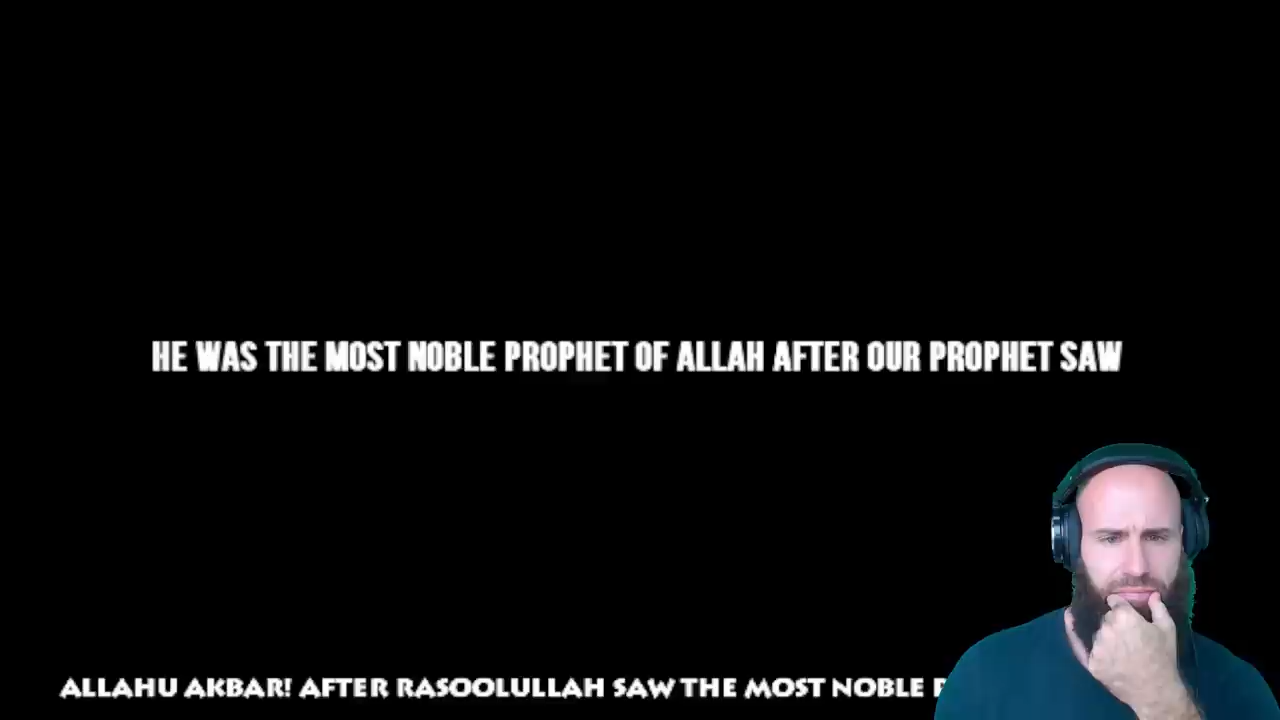 HE WAS THE MOST NOBLE PROPHET OF ALLAH AFTER OUR PROPHET SAW
ALLAHU AKBAR! AFTER RASOOLULLAH SAW THE MOST NOBLE